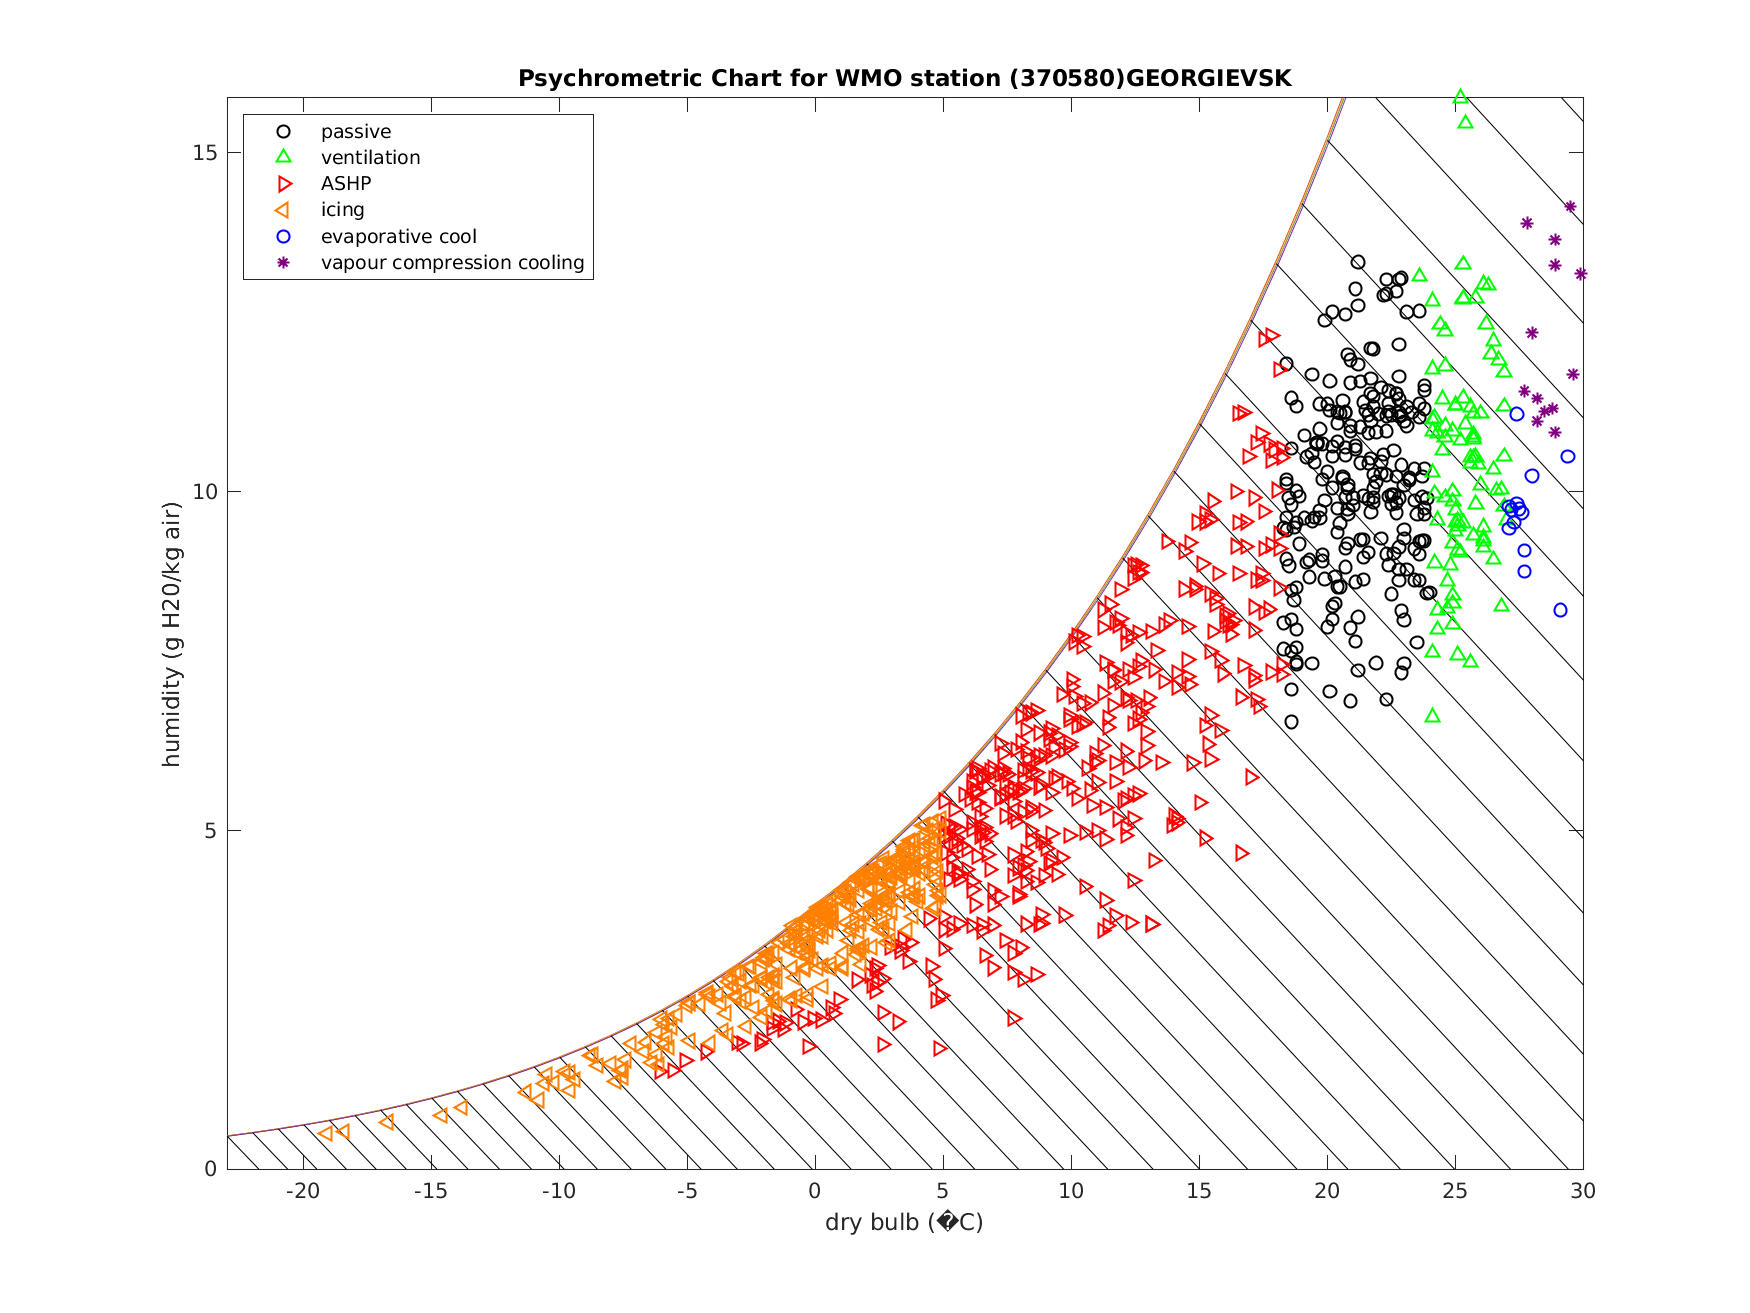 Psychrometric Chart for WMO station (370580)GEORGIEVSK
passive
ventilation
ASHP
icing
evaporative cool
vapour compression cooling
humidity (g H20/kg air)
15
10
5
0
-20 -15 -10 -5 0 5 10 15 20 25 30
dry bulb (�C)